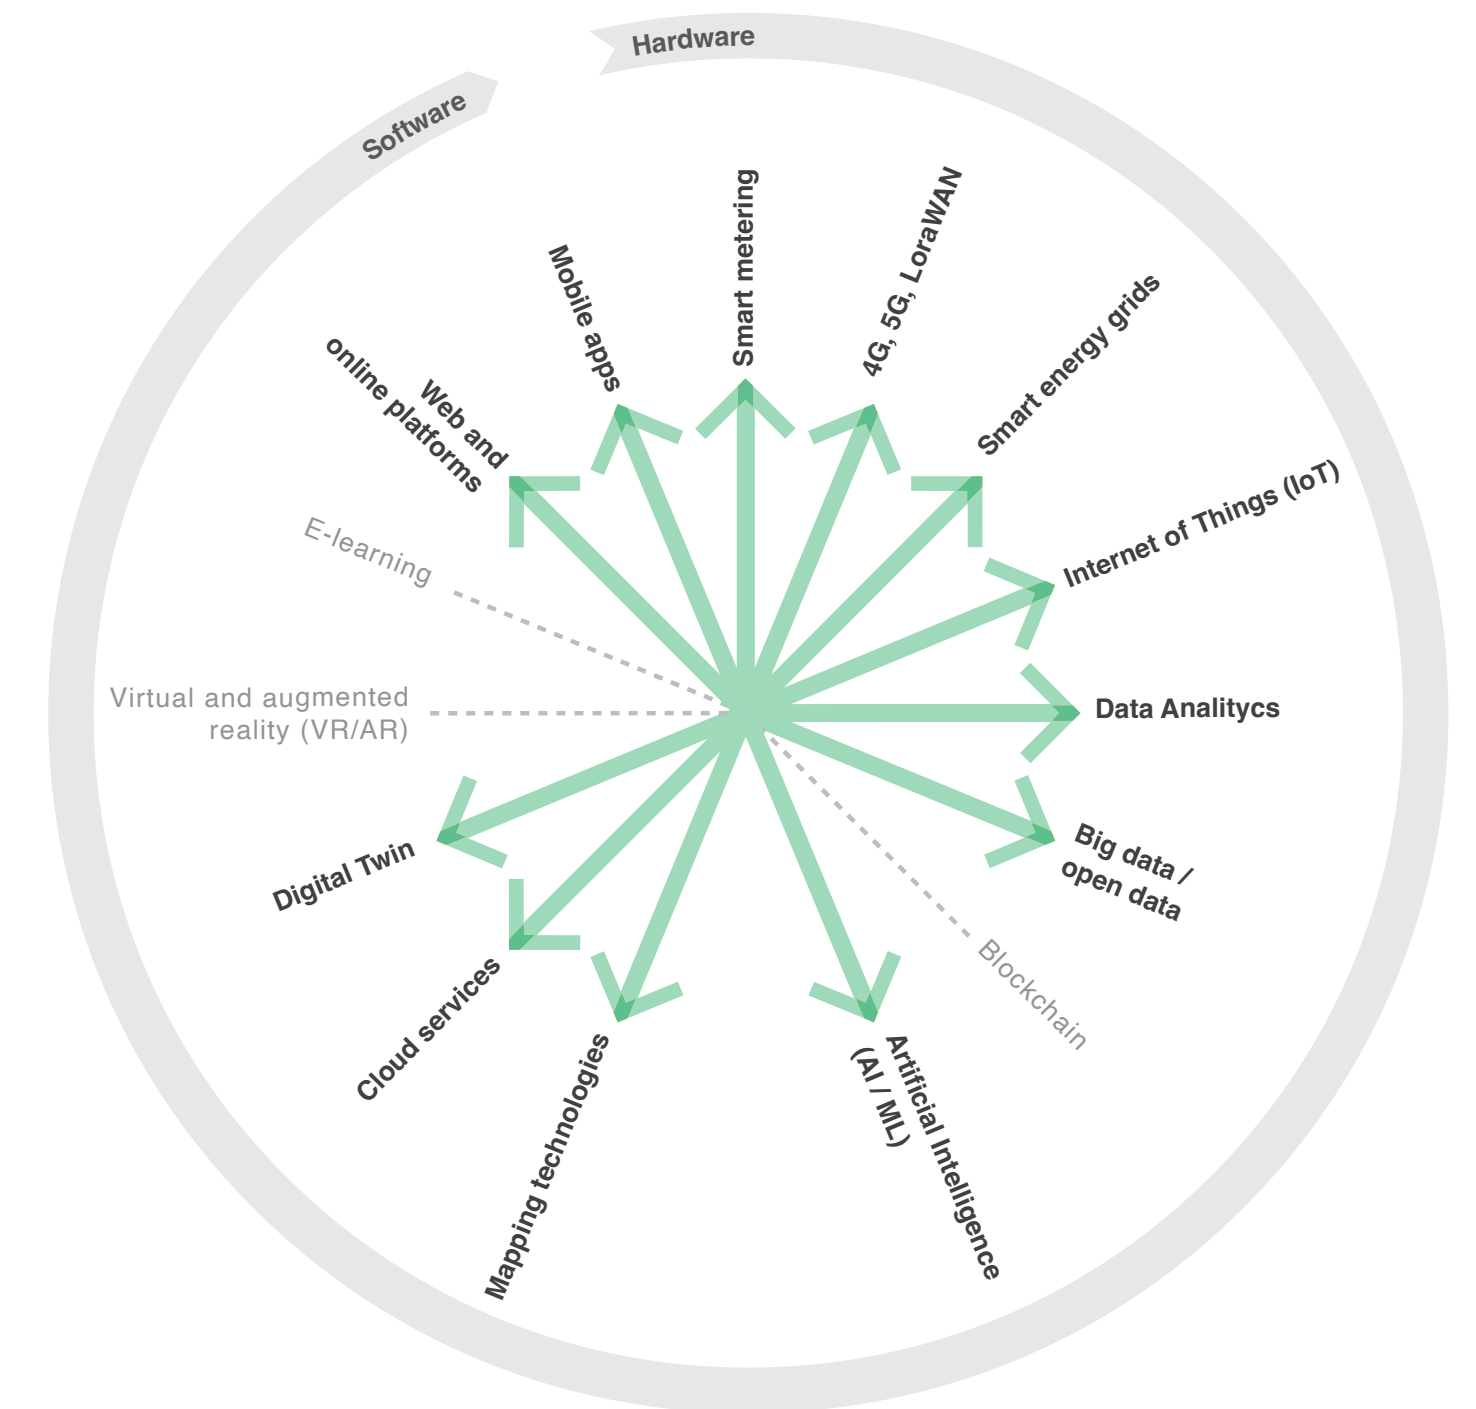 Hardware
Software
Smart metering
4G, 5G, LoraWAN
Smart energy grids
Internet of Things (IoT)
Data Analitycs
Big data /
open data
Blockchain
Artificial Intelligence
(AI / ML)
Mapping technologies
Cloud services
Digital Twin
Virtual and augmented
reality (VR/AR)
E-learning
Web and
online platforms
Mobile apps